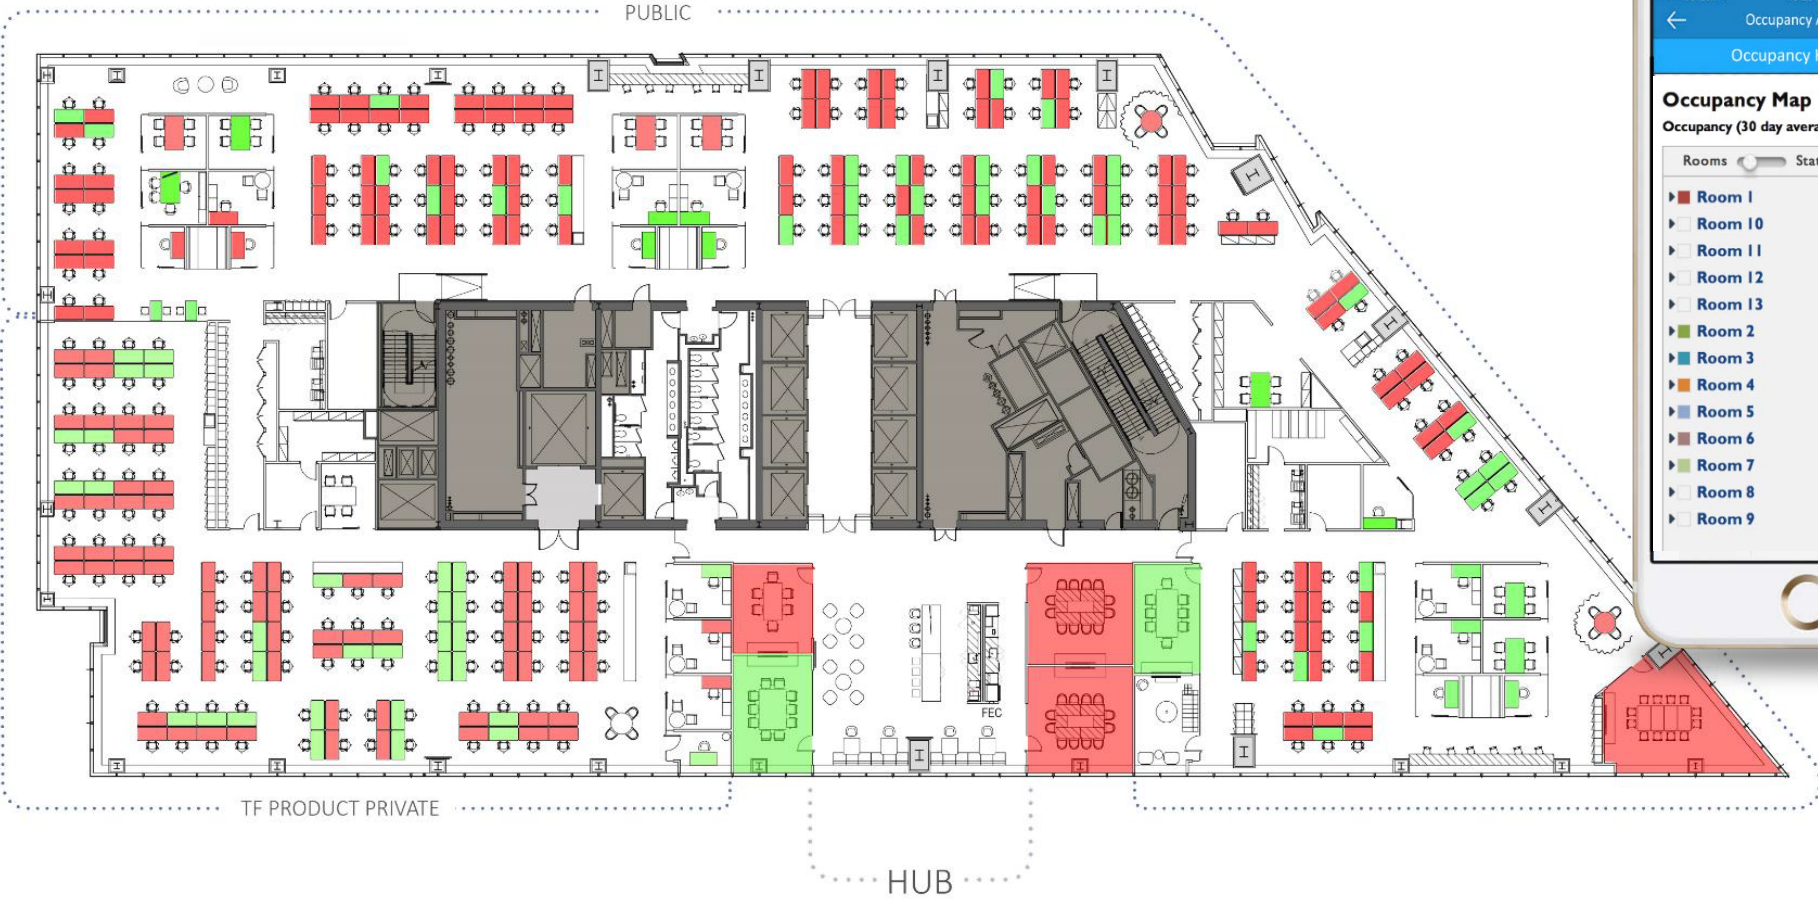 PUBLIC
Occupancy
Occupancy
Occupancy Map
Occupancy (30 day
Rooms
Room 1
Room 10
Room 11
Room 12
Room 13
Room 2
Room 3
Room 4
Room 5
Room 6
Room 7
Room 8
Room 9
FEC
TF PRODUCT PRIVATE
HUB